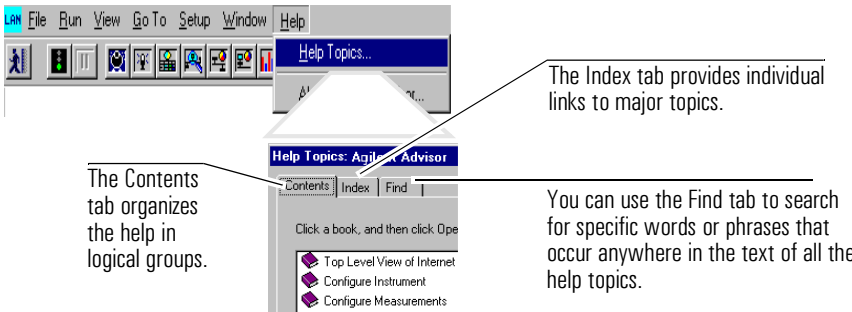 LAN File Run View Go To Setup Window Help
Help Topics...
The Index tab provides individual
links to major topics.
Help Topics: Advisor
The Contents
tab organizes
the help in
logical groups.
Contents Index Find
You can use the Find tab to search
for specific words or phrases that
occur anywhere in the text of all the
help topics.
Click a book, and then click Ope
Top Level View of Internet
Configure Instrument
Configure Measurements